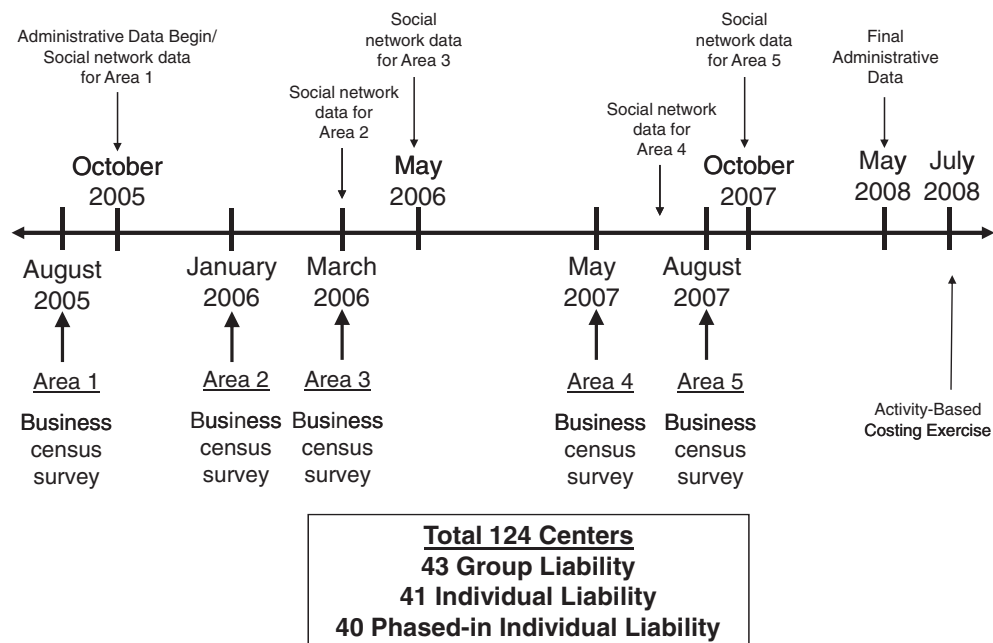 Administrative Data Begin/
Social network data
for Area 1
Social network
data for
Area 2
Social
network data
for Area 3
Social network
data for
Area 4
Social
network data
for Area 5
Final
Administrative
Data
October
2005
May
2006
October
2007
May
2008
July
2008
August
2005
January
2006
March
2006
May
2007
August
2007
Area 1
Business
census
survey
Area 2
Business
census
survey
Area 3
Business
census
survey
Area 4
Business
census
survey
Area 5
Business
census
survey
Activity-Based
Costing Exercise
Total 124 Centers
43 Group Liability
41 Individual Liability
40 Phased-in Individual Liability